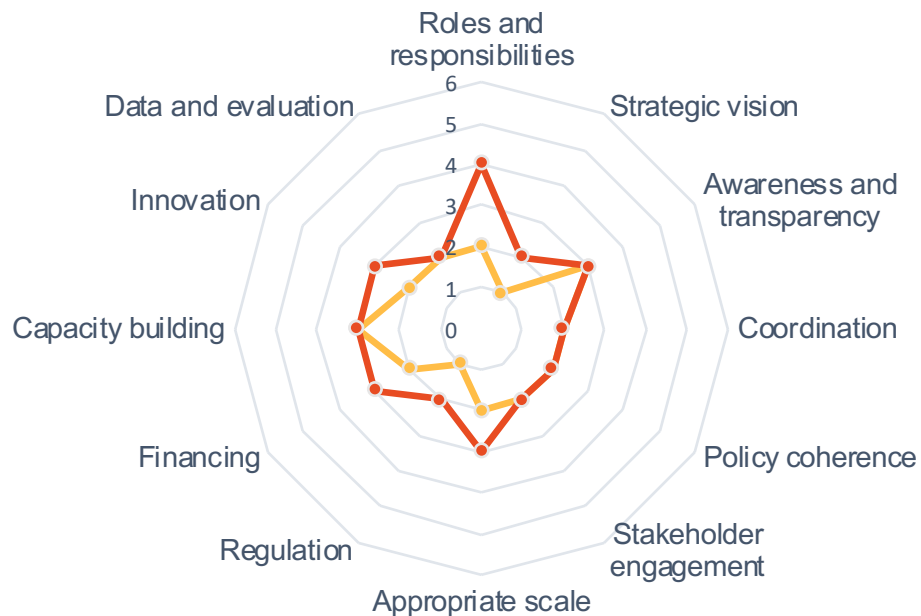 Roles and
responsibilities
Data and evaluation
Strategic vision
Innovation
Awareness and
transparency
Capacity building
Coordination
Financing
Policy coherence
Regulation
Stakeholder
engagement
Appropriate scale
6
5
4
3
2
1
0